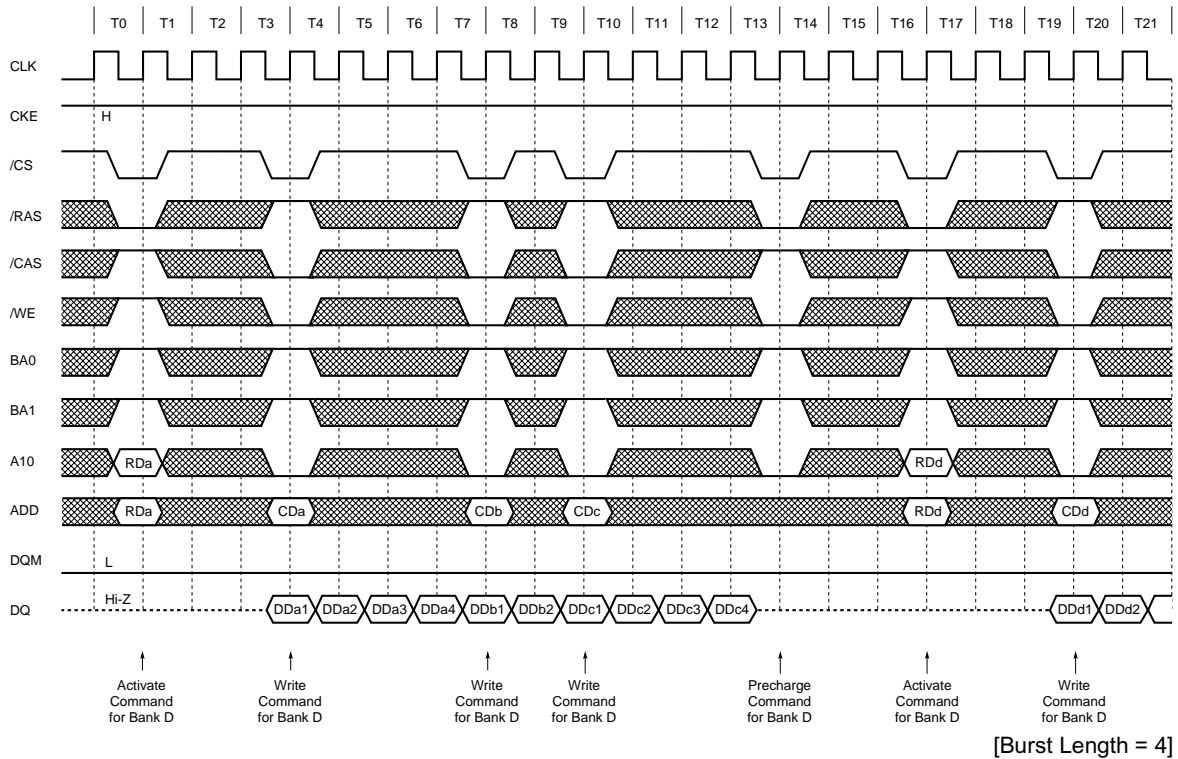 T0 T1 T2 T3 T4 T5 T6 T7 T8 T9 T10 T11 T12 T13 T14 T15 T16 T17 T18 T19 T20 T21
CLK
CKE H
/CS
/RAS
/CAS
/WE
BA0
BA1
A10 RDa RDd
ADD RDa CDa CDb CDc RDd CDd
DQM L
DQ Hi-Z DDa1 DDa2 DDa3 DDa4 DDb1 DDb2 DDc1 DDc2 DDc3 DDc4 DDd1 DDd2
Activate
Command
for Bank D
Write
Command
for Bank D
Write
Command
for Bank D
Write
Command
for Bank D
Precharge
Command
for Bank D
Activate
Command
for Bank D
Write
Command
for Bank D
[Burst Length = 4]